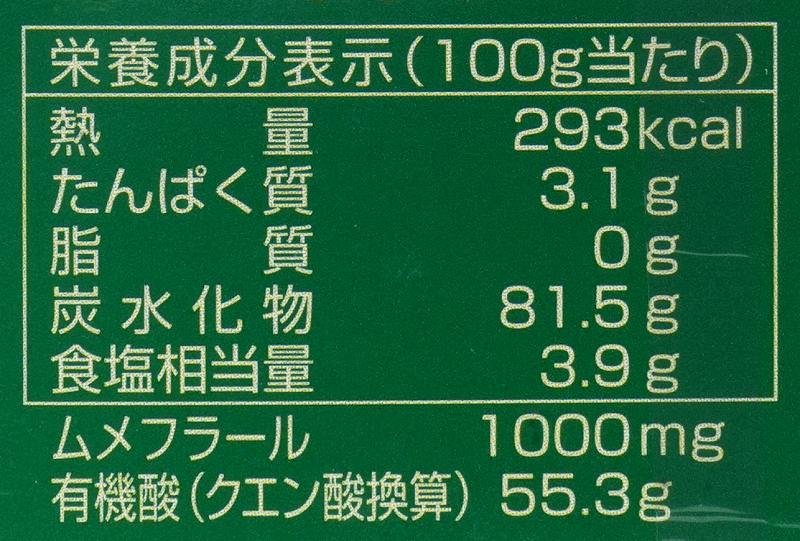 栄養成分表示（100g当たり）
熱量 293kcal
たんぱく質 3.1g
脂質 0g
炭水化物 81.5g
食塩相当量 3.9g
ムメフラール 1000mg
有機酸（クエン酸換算） 55.3g